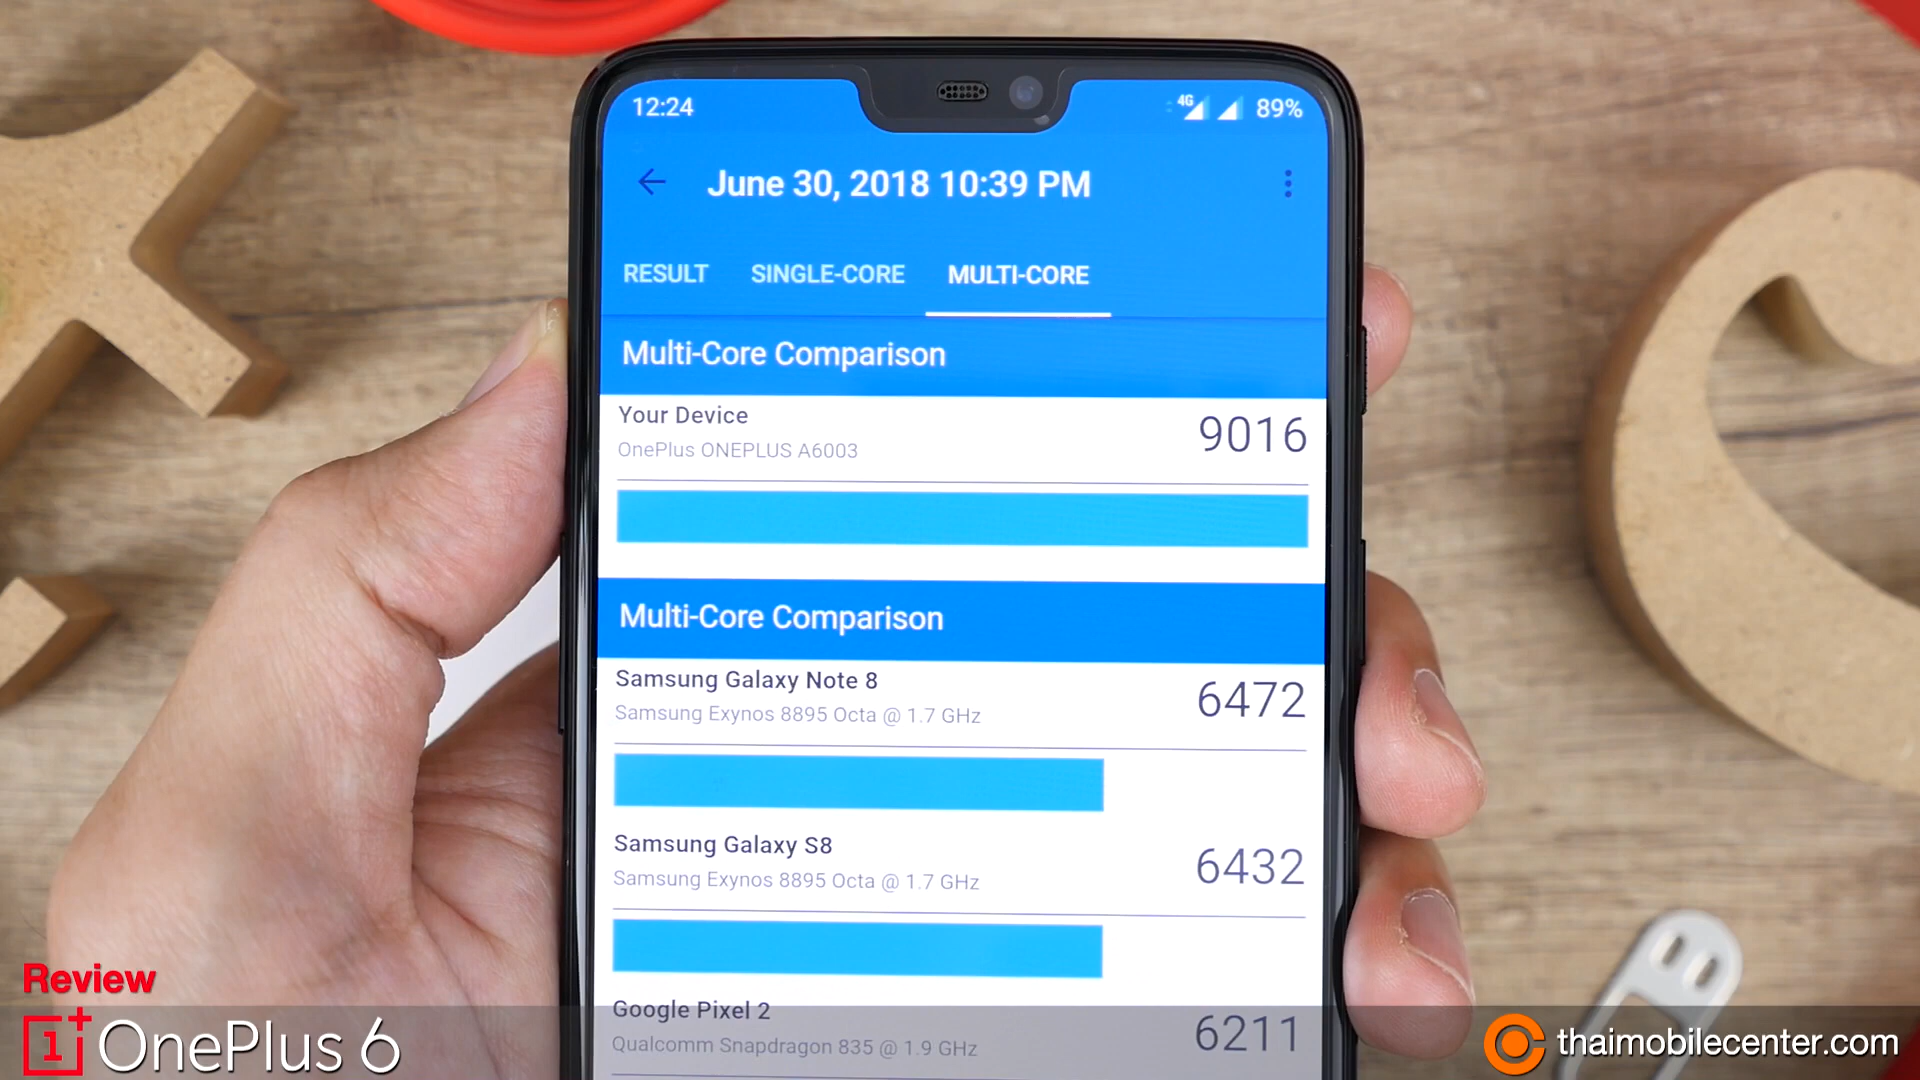 12:24
4G
89%
June 30, 2018 10:39 PM
RESULT SINGLE-CORE MULTI-CORE
Multi-Core Comparison
Your Device
9016
OnePlus ONEPLUS A6003
Multi-Core Comparison
Samsung Galaxy Note 8
6472
Samsung Exynos 8895 Octa @ 1.7 GHz
Samsung Galaxy S8
6432
Samsung Exynos 8895 Octa @ 1.7 GHz
Google Pixel 2
6211
Qualcomm Snapdragon 835 @ 1.9 GHz
Review
1+ OnePlus 6
thaimobilecenter.com